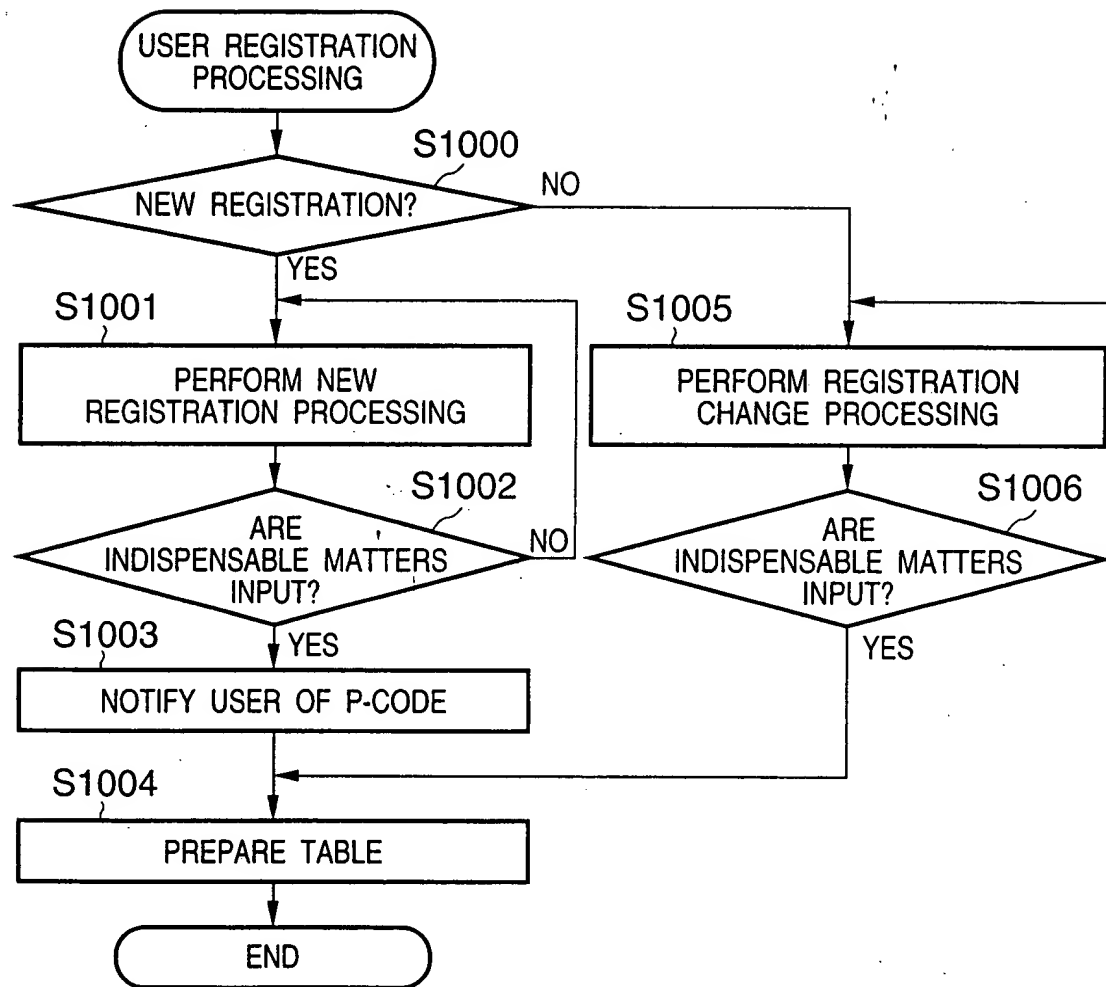 USER REGISTRATION
PROCESSING
S1000
NEW REGISTRATION?
NO
YES
S1001
PERFORM NEW
REGISTRATION PROCESSING
S1005
PERFORM REGISTRATION
CHANGE PROCESSING
S1002
ARE
INDISPENSABLE MATTERS
INPUT?
NO
YES
S1006
ARE
INDISPENSABLE MATTERS
INPUT?
YES
S1003
NOTIFY USER OF P-CODE
S1004
PREPARE TABLE
END